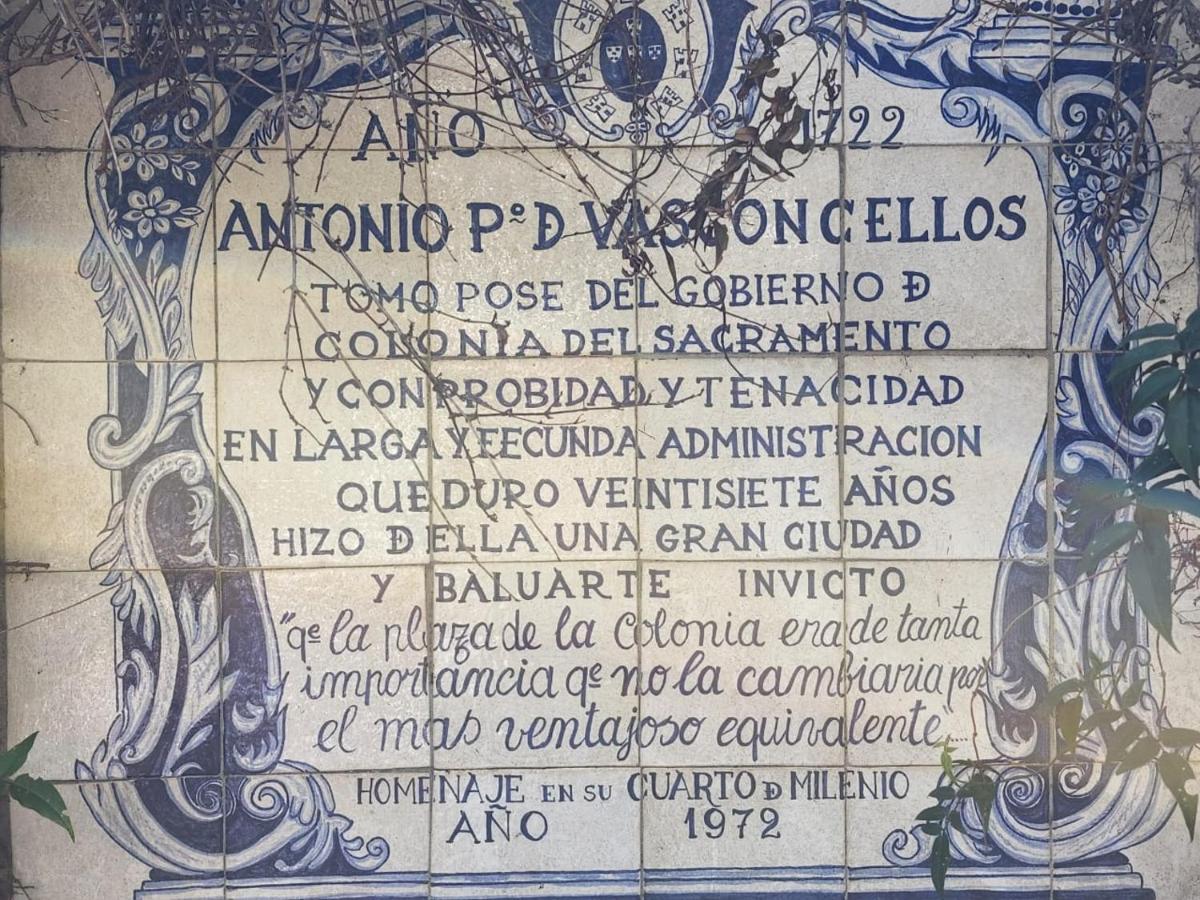 AÑO 1722
ANTONIO Pº Đ VASCONCELLOS
TOMO POSE DEL GOBIERNO Đ
COLONIA DEL SACRAMENTO
Y CON PROBIDAD Y TENACIDAD
EN LARGA Y FECUNDA ADMINISTRACION
QUE DURO VEINTISIETE AÑOS
HIZO Đ ELLA UNA GRAN CIUDAD
Y BALUARTE INVICTO
"qᵉ la plaza de la Colonia era de tanta
importancia qᵉ no la cambiaria por
el mas ventajoso equivalente"....
HOMENAJE EN SU CUARTO Đ MILENIO
AÑO 1972